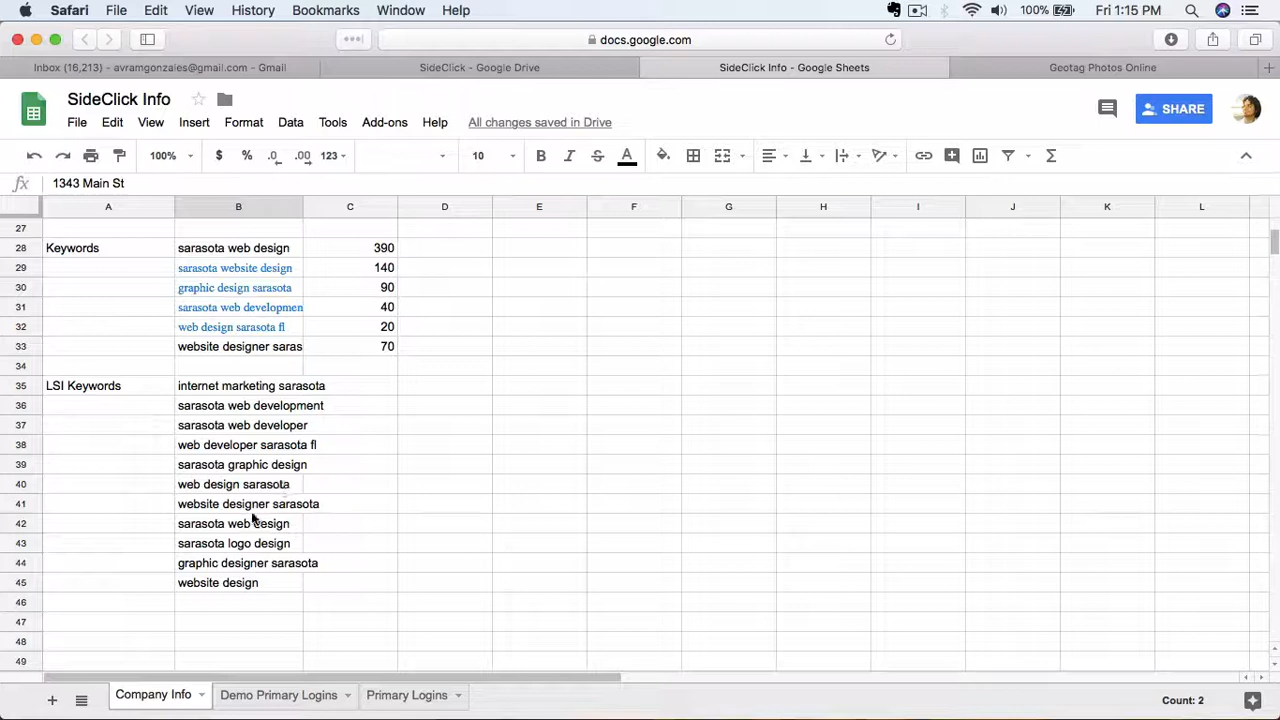 Safari File Edit View History Bookmarks Window Help 100% Fri 1:15 PM
docs.google.com
Inbox (16,213) – avramgonzales@gmail.com - Gmail SideClick - Google Drive SideClick Info - Google Sheets Geotag Photos Online +
SideClick Info SHARE
File Edit View Insert Format Data Tools Add-ons Help All changes saved in Drive
100% $ % .0 .00 123 10 B I S A Σ
fx 1343 Main St
A B C D E F G H I J K L
27
28 Keywords sarasota web design 390
29 sarasota website design 140
30 graphic design sarasota 90
31 sarasota web developmen 40
32 web design sarasota fl 20
33 website designer saras 70
34
35 LSI Keywords internet marketing sarasota
36 sarasota web development
37 sarasota web developer
38 web developer sarasota fl
39 sarasota graphic design
40 web design sarasota
41 website designer sarasota
42 sarasota web design
43 sarasota logo design
44 graphic designer sarasota
45 website design
46
47
48
49
+ Company Info Demo Primary Logins Primary Logins Count: 2